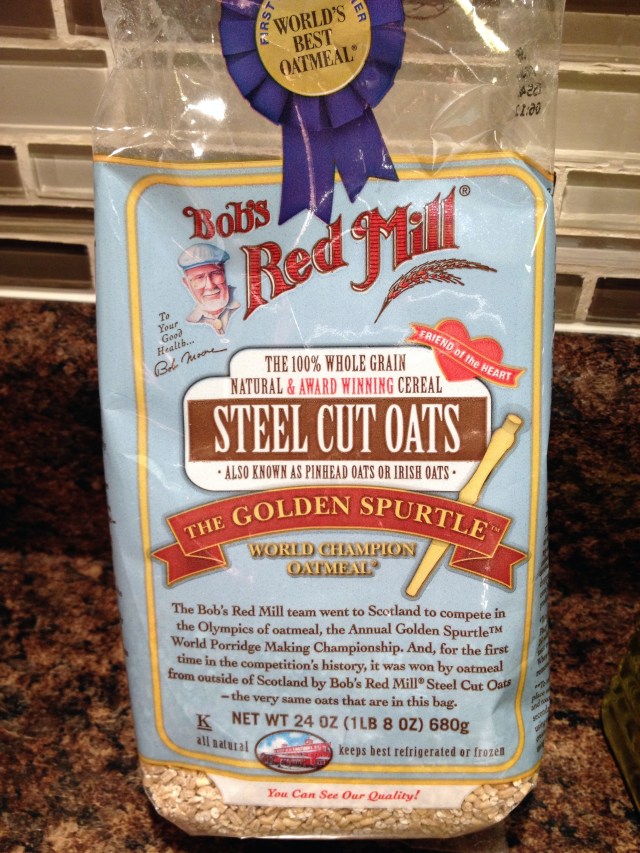 FIRST
WORLD'S
BEST
OATMEAL®
Bob's
Red Mill®
To
Your
Good
Health...
Bob Moore
FRIEND of the HEART
THE 100% WHOLE GRAIN
NATURAL & AWARD WINNING CEREAL
STEEL CUT OATS
• ALSO KNOWN AS PINHEAD OATS OR IRISH OATS •
THE GOLDEN SPURTLE™
WORLD CHAMPION
OATMEAL®
The Bob's Red Mill team went to Scotland to compete in
the Olympics of oatmeal, the Annual Golden Spurtle™
World Porridge Making Championship. And, for the first
time in the competition's history, it was won by oatmeal
from outside of Scotland by Bob's Red Mill® Steel Cut Oats
– the very same oats that are in this bag.
K NET WT 24 OZ (1LB 8 OZ) 680g
all natural keeps best refrigerated or frozen
You Can See Our Quality!